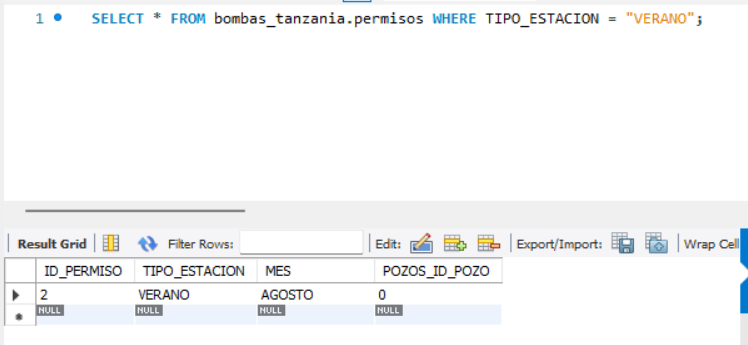 1 SELECT * FROM bombas_tanzania.permisos WHERE TIPO_ESTACION = "VERANO";
Result Grid Filter Rows: Edit: Export/Import: Wrap Cell
ID_PERMISO TIPO_ESTACION MES POZOS_ID_POZO
2 VERANO AGOSTO 0
NULL NULL NULL NULL